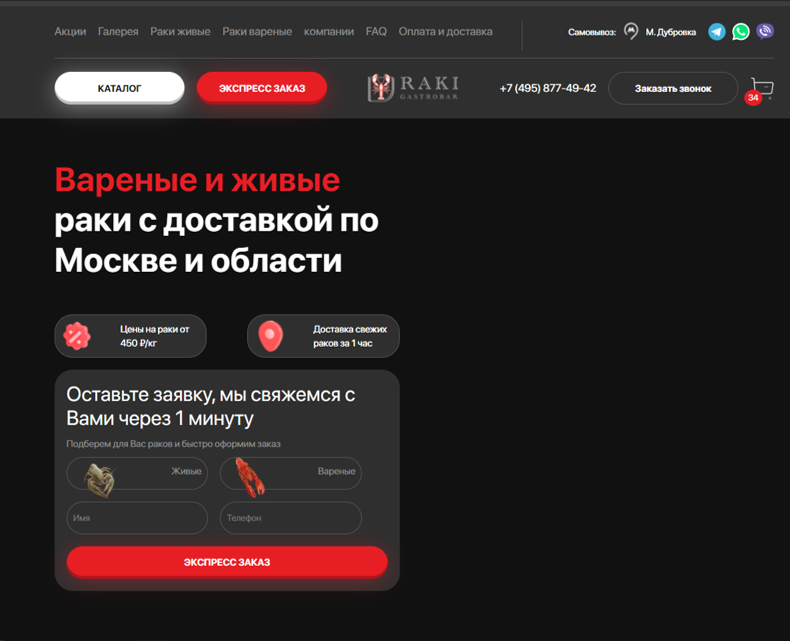 Акции Галерея Раки живые Раки вареные компании FAQ Оплата и доставка
Самовывоз: М. Дубровка
КАТАЛОГ
ЭКСПРЕСС ЗАКАЗ
RAKI
GASTROBAR
+7 (495) 877-49-42
Заказать звонок
34
Вареные и живые
раки с доставкой по
Москве и области
Цены на раки от
450 ₽/кг
Доставка свежих
раков за 1 час
Оставьте заявку, мы свяжемся с
Вами через 1 минуту
Подберем для Вас раков и быстро оформим заказ
Живые
Вареные
Имя
Телефон
ЭКСПРЕСС ЗАКАЗ